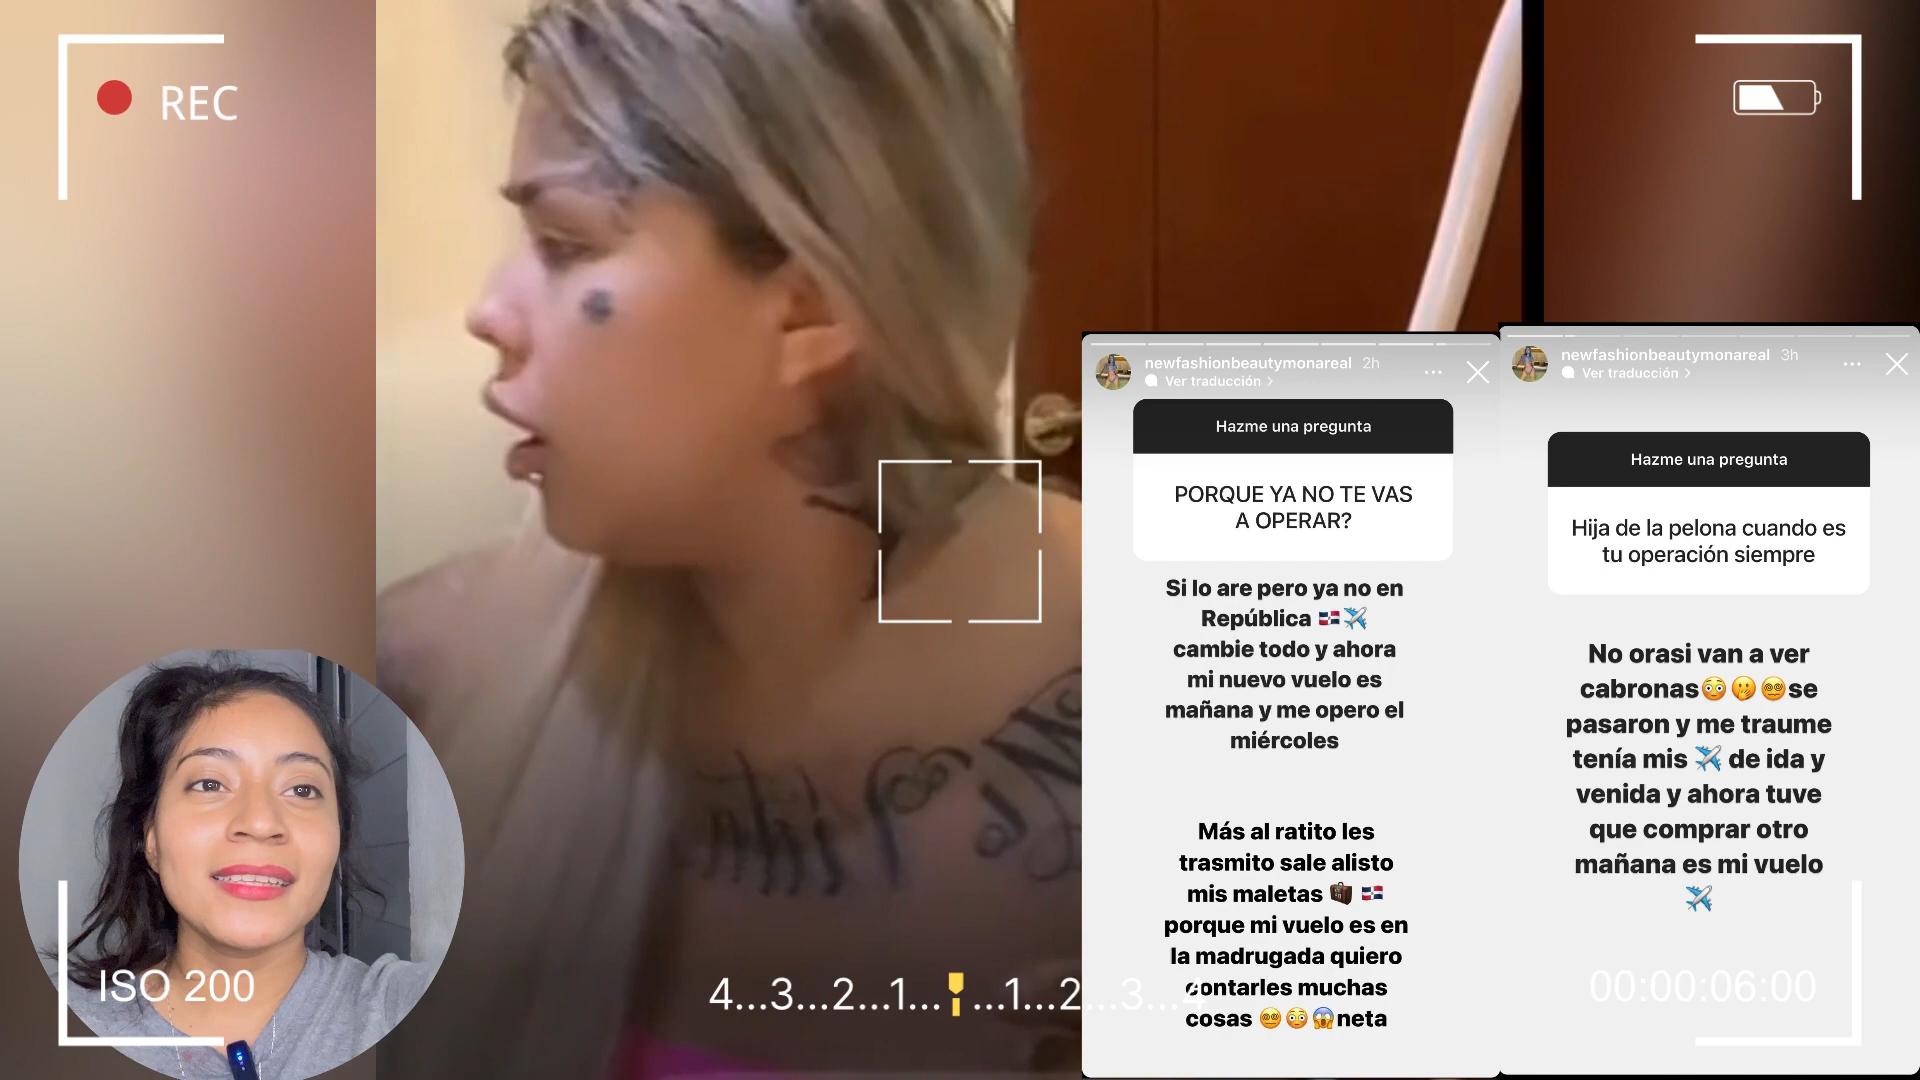 REC
newfashionbeautymonareal 2h
Ver traducción
Hazme una pregunta
PORQUE YA NO TE VAS
A OPERAR?
Si lo are pero ya no en
República 🇩🇴✈️
cambie todo y ahora
mi nuevo vuelo es
mañana y me opero el
miércoles
Más al ratito les
trasmito sale alisto
mis maletas 🧳 🇩🇴
porque mi vuelo es en
la madrugada quiero
contarles muchas
cosas 😵‍💫😳😱neta
newfashionbeautymonareal 3h
Ver traducción
Hazme una pregunta
Hija de la pelona cuando es
tu operación siempre
No orasi van a ver
cabronas😳🫢😵‍💫se
pasaron y me traume
tenía mis ✈️ de ida y
venida y ahora tuve
que comprar otro
mañana es mi vuelo
✈️
ISO 200
4...3...2...1... ...1...2...3...4
00:00:06:00